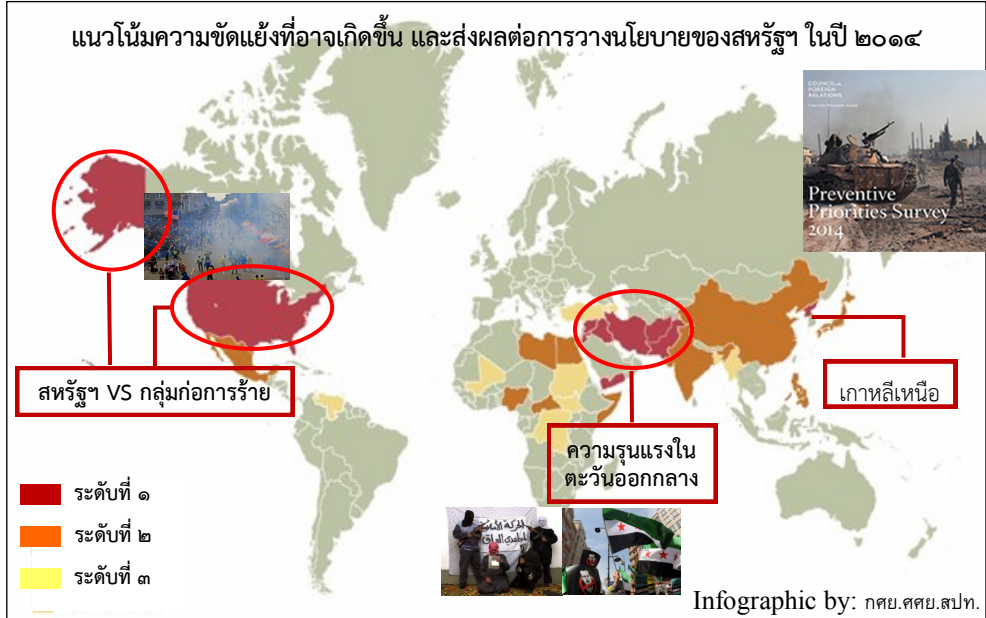 แนวโน้มความขัดแย้งที่อาจเกิดขึ้น และส่งผลต่อการวางนโยบายของสหรัฐฯ ในปี ๒๐๑๔
COUNCIL on
FOREIGN
RELATIONS
Preventive
Priorities Survey
2014
สหรัฐฯ VS กลุ่มก่อการร้าย
เกาหลีเหนือ
ความรุนแรงใน
ตะวันออกกลาง
ระดับที่ ๑
ระดับที่ ๒
ระดับที่ ๓
Infographic by: กศย.ศศย.สปท.